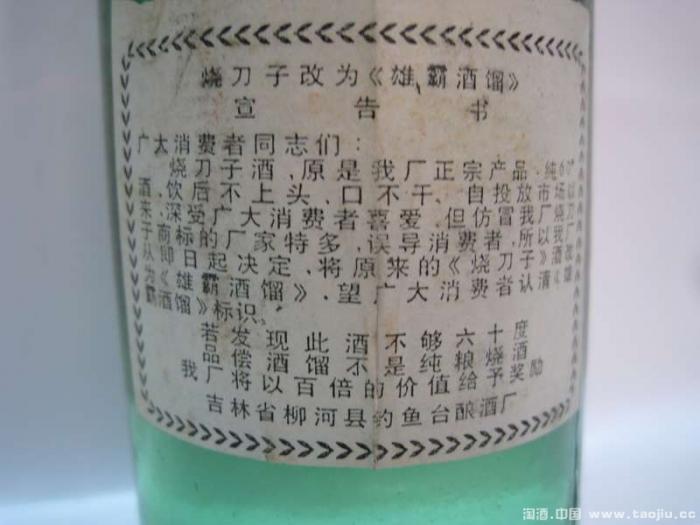 烧刀子改为《雄霸酒馏》
宣告书
广大消费者同志们：
烧刀子酒、原是我厂正宗产品、纯60°
酒、饮后不上头、口不干、自投放市场以
来、深受广大消费者喜爱、但仿冒我厂烧刀
子商标的厂家特多、误导消费者，所以我厂
从即日起决定、将原来的《烧刀子》酒改
为《雄霸酒馏》、望广大消费者认清《雄
霸酒馏》标识。
若发现此酒不够六十度
品尝酒馏不是纯粮烧酒
我厂将以百倍的价值给予奖励
吉林省柳河县钓鱼台酿酒厂
淘酒.中国 www.taojiu.cc